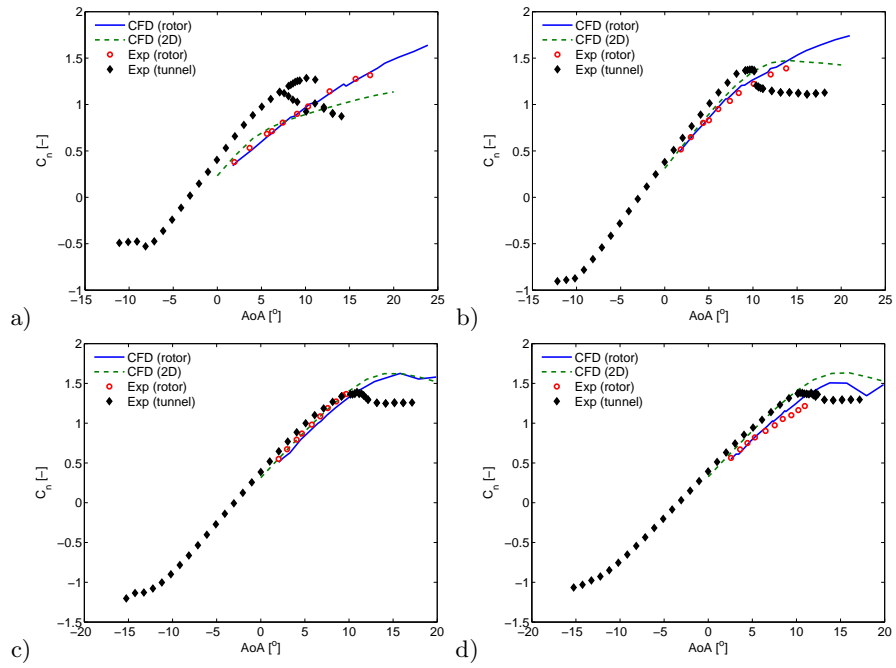 2
CFD (rotor)
CFD (2D)
Exp (rotor)
Exp (tunnel)
1.5
1
0.5
0
−0.5
−1
C_n [−]
−15 −10 −5 0 5 10 15 20 25
AoA [°]
a)
2
CFD (rotor)
CFD (2D)
Exp (rotor)
Exp (tunnel)
1.5
1
0.5
0
−0.5
−1
C_n [−]
−15 −10 −5 0 5 10 15 20 25
AoA [°]
b)
2
CFD (rotor)
CFD (2D)
Exp (rotor)
Exp (tunnel)
1.5
1
0.5
0
−0.5
−1
−1.5
C_n [−]
−20 −15 −10 −5 0 5 10 15 20
AoA [°]
c)
2
CFD (rotor)
CFD (2D)
Exp (rotor)
Exp (tunnel)
1.5
1
0.5
0
−0.5
−1
−1.5
C_n [−]
−20 −15 −10 −5 0 5 10 15 20
AoA [°]
d)